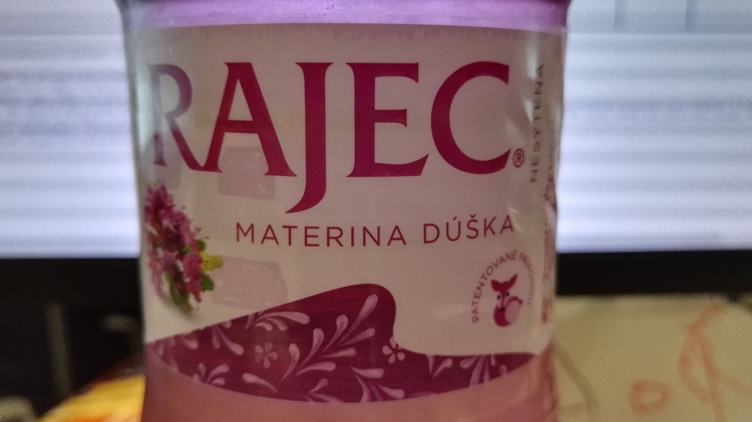 RAJEC®
MATERINA DÚŠKA
NESÝTENÁ
PATENTOVANÉ